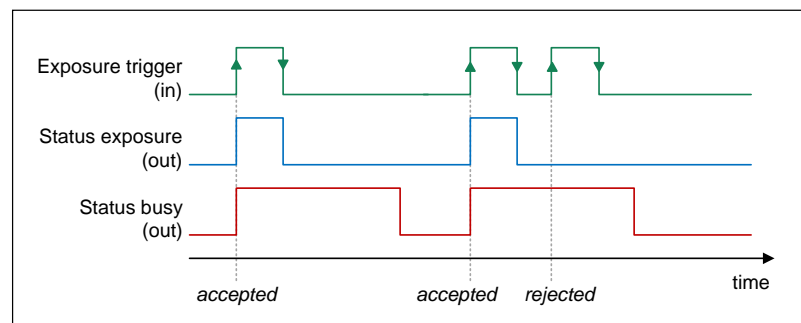 Exposure trigger
(in)
Status exposure
(out)
Status busy
(out)
time
accepted
accepted
rejected